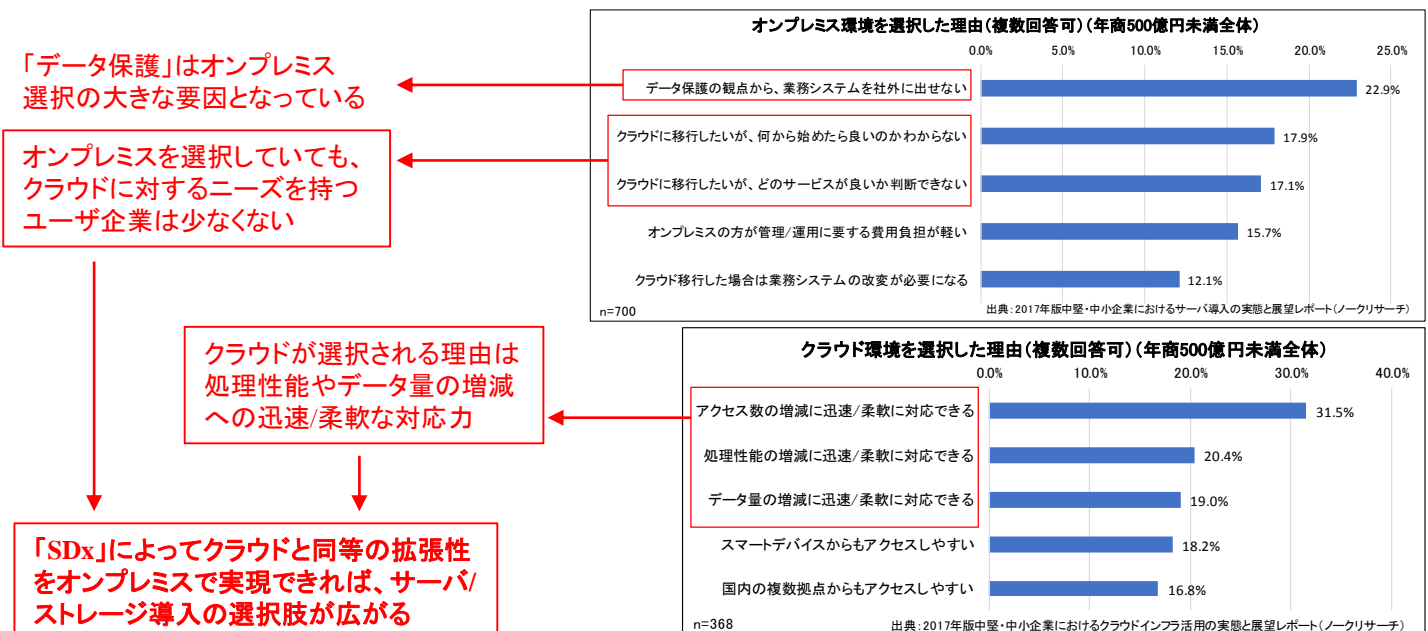 「データ保護」はオンプレミス
選択の大きな要因となっている
オンプレミスを選択していても、
クラウドに対するニーズを持つ
ユーザ企業は少なくない
クラウドが選択される理由は
処理性能やデータ量の増減
への迅速/柔軟な対応力
「SDx」によってクラウドと同等の拡張性
をオンプレミスで実現できれば、サーバ/
ストレージ導入の選択肢が広がる
オンプレミス環境を選択した理由(複数回答可)(年商500億円未満全体)
0.0% 5.0% 10.0% 15.0% 20.0% 25.0%
データ保護の観点から、業務システムを社外に出せない 22.9%
クラウドに移行したいが、何から始めたら良いのかわからない 17.9%
クラウドに移行したいが、どのサービスが良いか判断できない 17.1%
オンプレミスの方が管理/運用に要する費用負担が軽い 15.7%
クラウド移行した場合は業務システムの改変が必要になる 12.1%
n=700 出典:2017年版中堅・中小企業におけるサーバ導入の実態と展望レポート(ノークリサーチ)
クラウド環境を選択した理由(複数回答可)(年商500億円未満全体)
0.0% 10.0% 20.0% 30.0% 40.0%
アクセス数の増減に迅速/柔軟に対応できる 31.5%
処理性能の増減に迅速/柔軟に対応できる 20.4%
データ量の増減に迅速/柔軟に対応できる 19.0%
スマートデバイスからもアクセスしやすい 18.2%
国内の複数拠点からもアクセスしやすい 16.8%
n=368 出典:2017年版中堅・中小企業におけるクラウドインフラ活用の実態と展望レポート(ノークリサーチ)